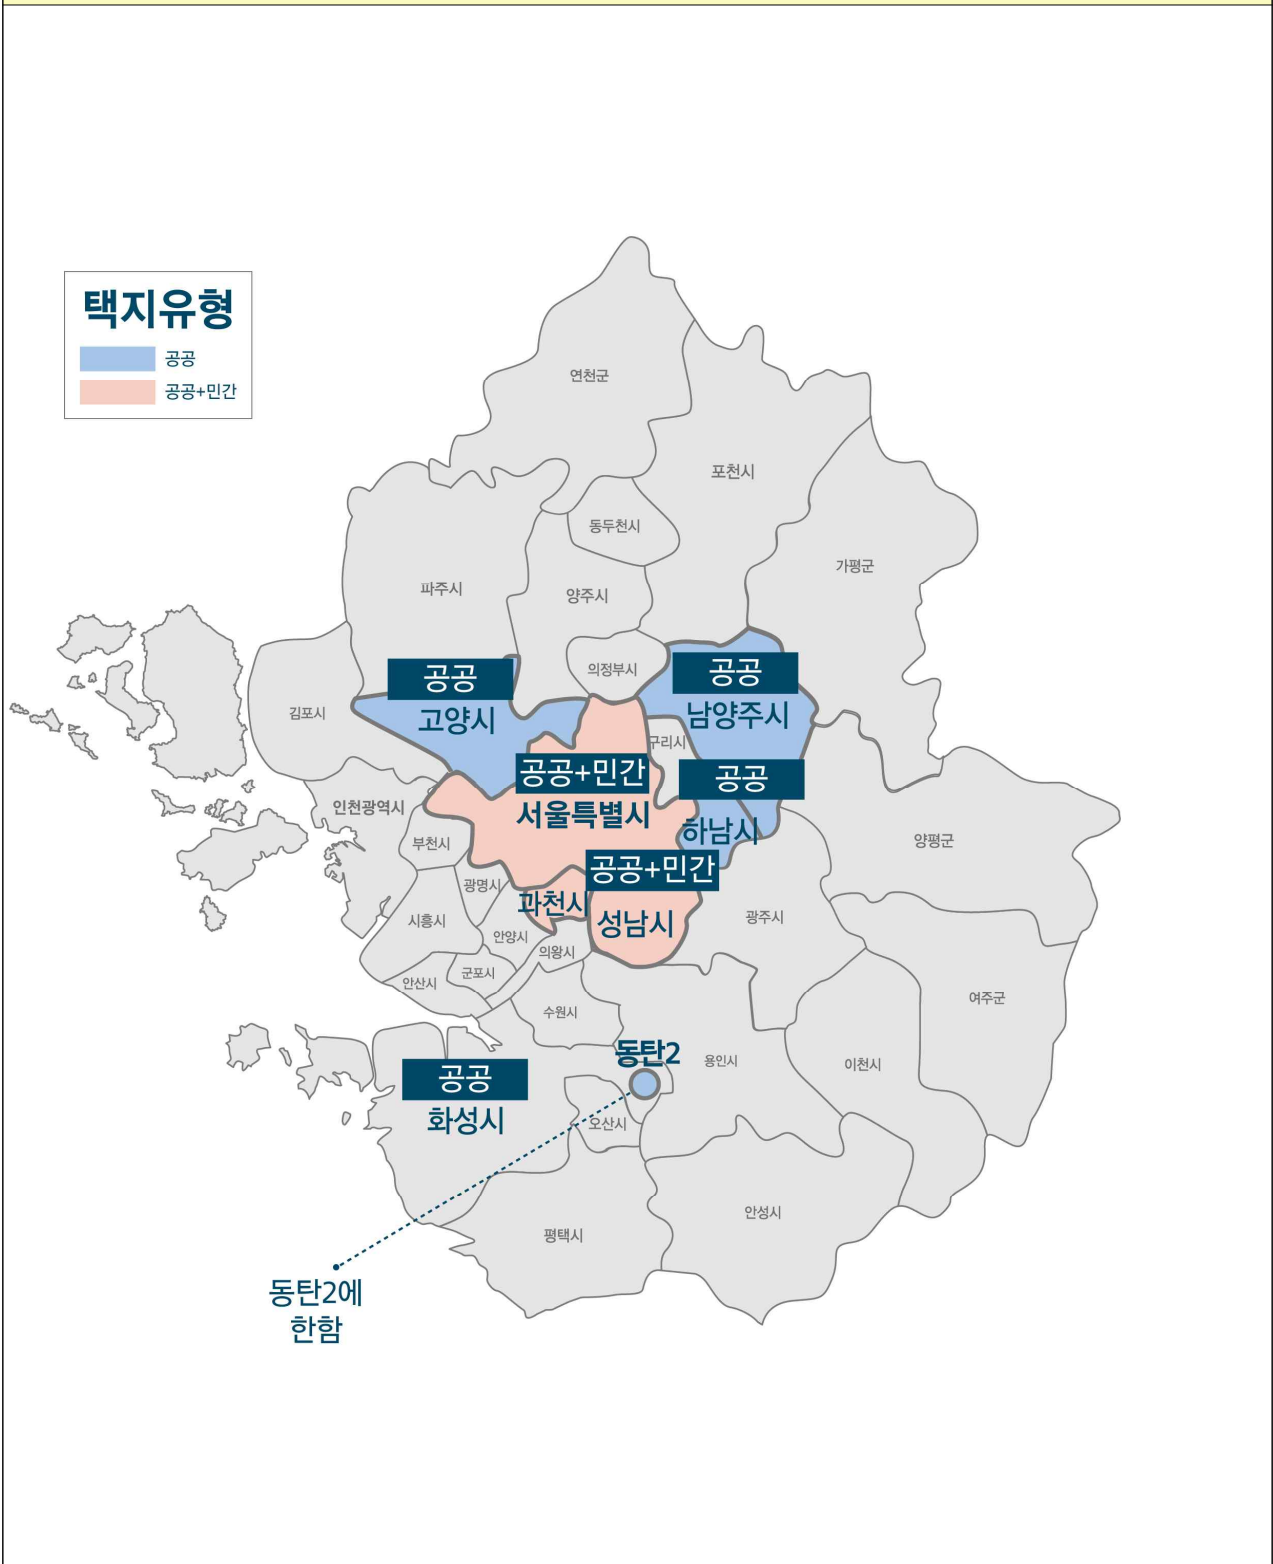 택지유형
공공
공공+민간
연천군
포천시
동두천시
가평군
파주시
양주시
의정부시
공공
고양시
공공
남양주시
김포시
구리시
공공+민간
서울특별시
공공
하남시
인천광역시
부천시
양평군
공공+민간
성남시
광명시
과천시
시흥시
안양시
광주시
의왕시
군포시
안산시
여주군
수원시
동탄2
용인시
이천시
공공
화성시
오산시
안성시
평택시
동탄2에
한함